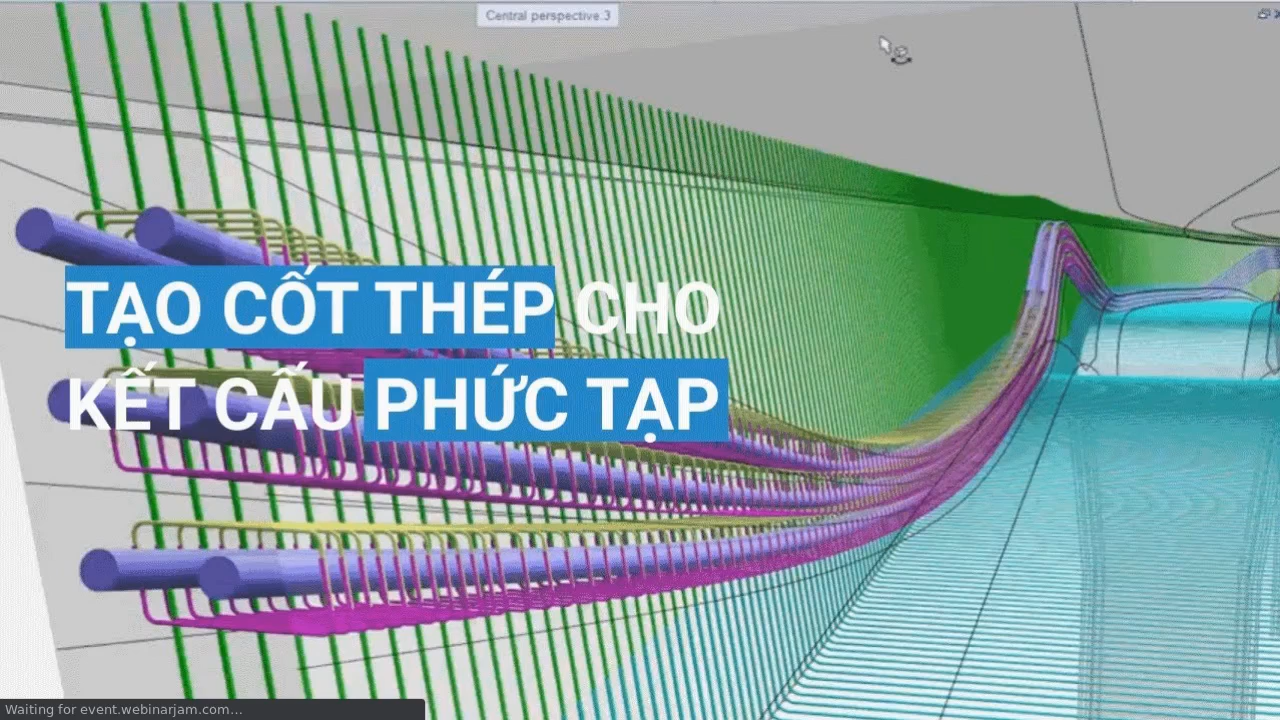 Central perspective.3
TẠO CỐT THÉP CHO
KẾT CẤU PHỨC TẠP
Waiting for event.webinarjam.com...